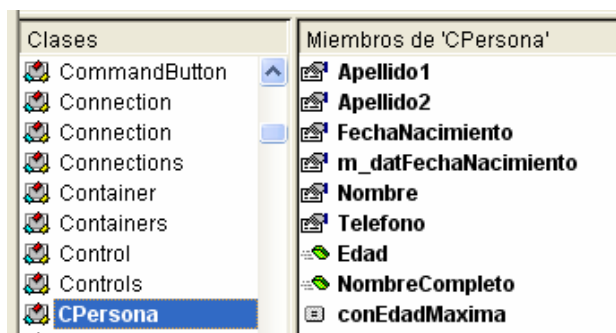 Clases
CommandButton
Connection
Connection
Connections
Container
Containers
Control
Controls
CPersona
Miembros de 'CPersona'
Apellido1
Apellido2
FechaNacimiento
m_datFechaNacimiento
Nombre
Telefono
Edad
NombreCompleto
conEdadMaxima